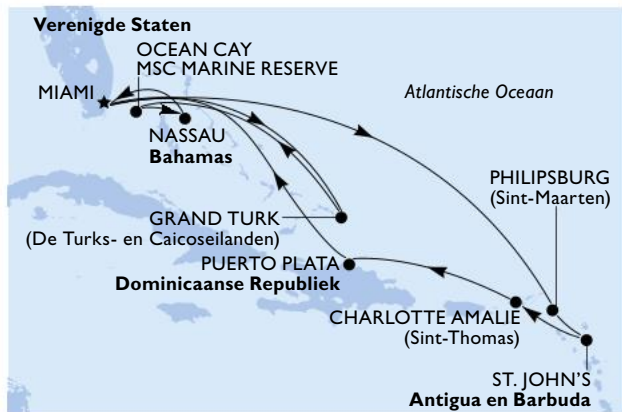 Verenigde Staten
OCEAN CAY
MSC MARINE RESERVE
MIAMI
Atlantische Oceaan
NASSAU
Bahamas
PHILIPSBURG
(Sint-Maarten)
GRAND TURK
(De Turks- en Caicoseilanden)
PUERTO PLATA
Dominicaanse Republiek
CHARLOTTE AMALIE
(Sint-Thomas)
ST. JOHN'S
Antigua en Barbuda